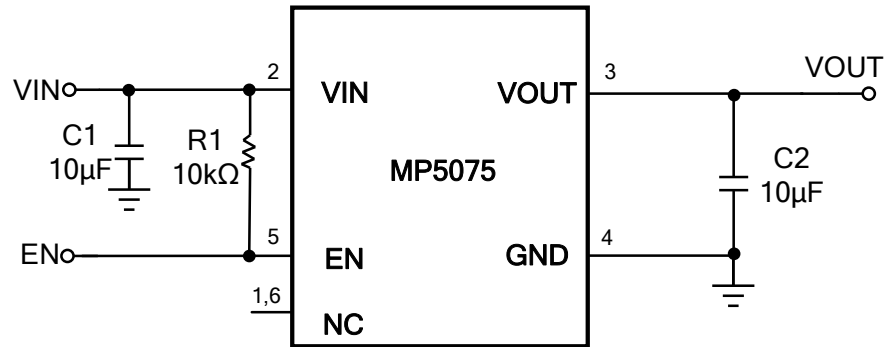 VIN
C1
10µF
R1
10kΩ
EN
2
5
1,6
VIN
EN
NC
MP5075
VOUT
GND
3
4
VOUT
C2
10µF